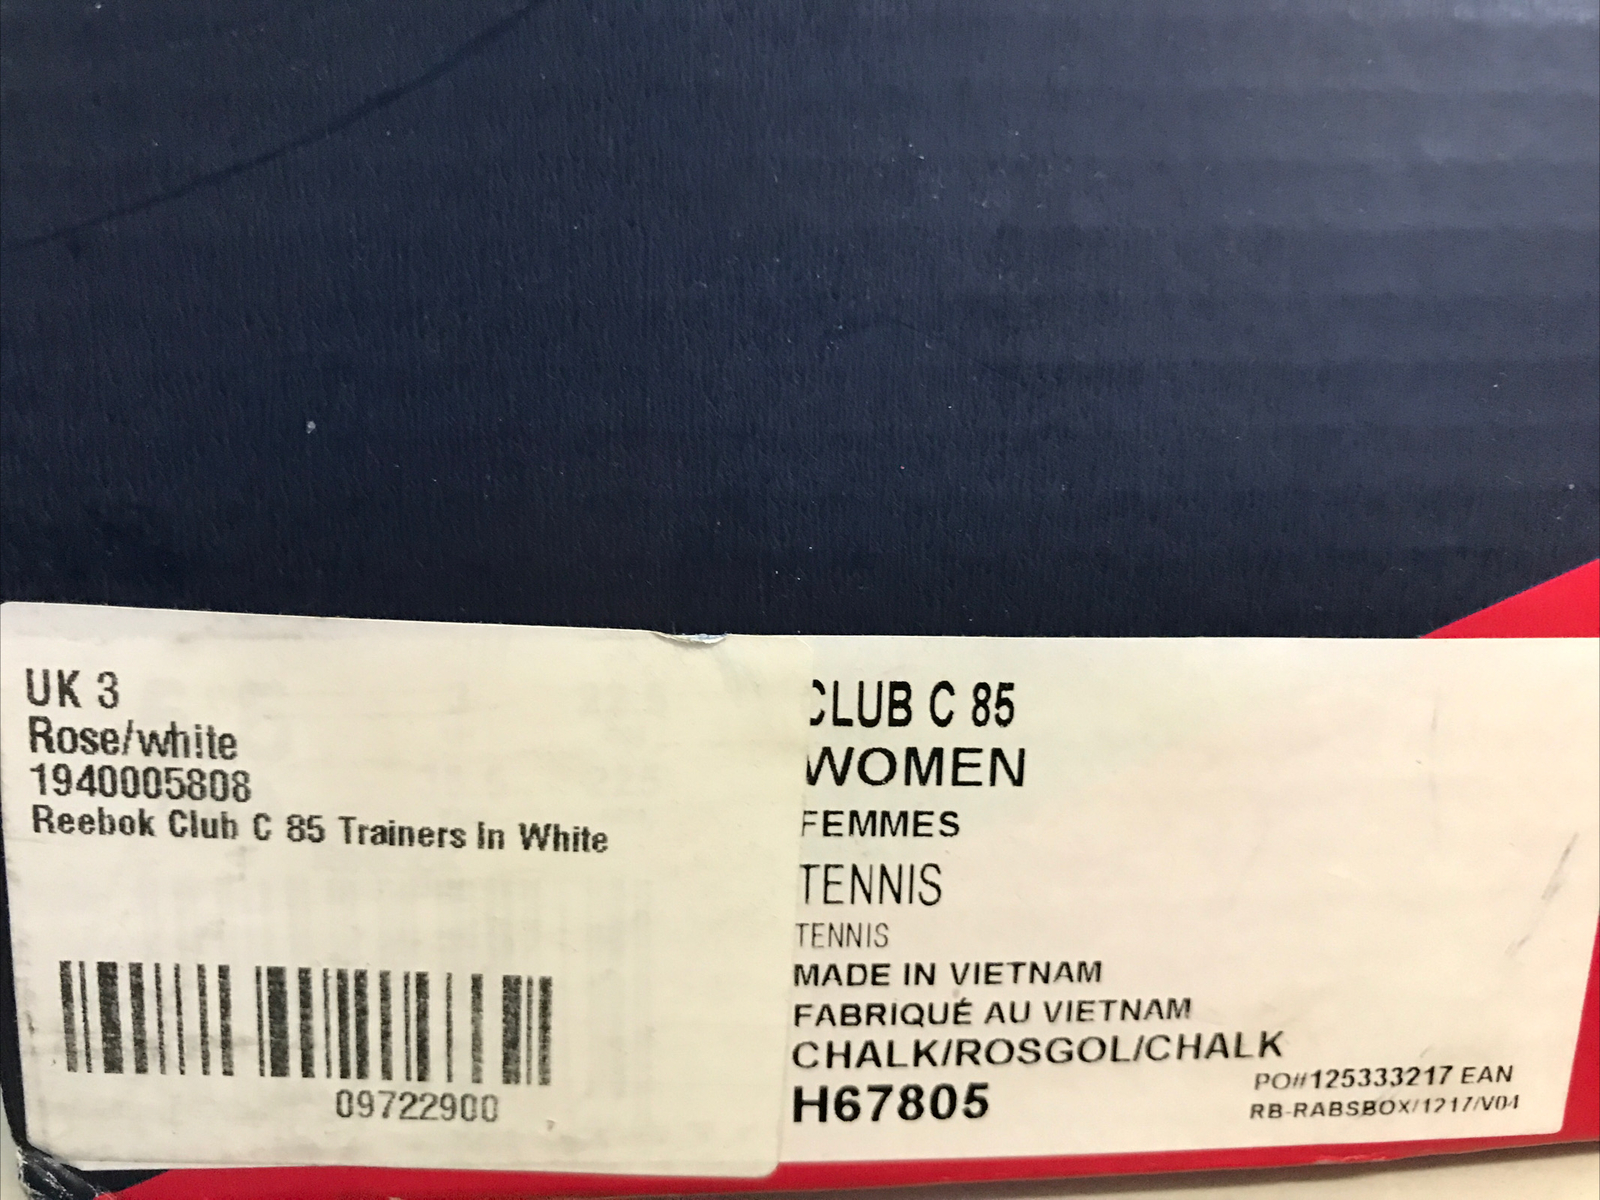 UK 3
Rose/white
1940005808
Reebok Club C 85 Trainers In White
09722900
CLUB C 85
WOMEN
FEMMES
TENNIS
TENNIS
MADE IN VIETNAM
FABRIQUÉ AU VIETNAM
CHALK/ROSGOL/CHALK
H67805
PO#125333217 EAN
RB-RABSBOX/1217/V04